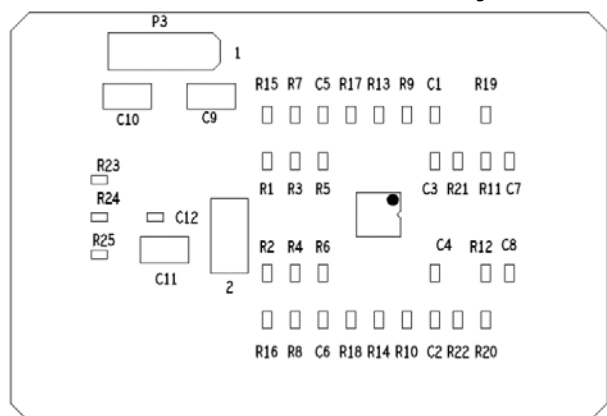 P3
1
C10
C9
R15 R7 C5 R17 R13 R9 C1 R19
R23
R1 R3 R5 C3 R21 R11 C7
R24
C12
R25
R2 R4 R6 C4 R12 C8
C11
2
R16 R8 C6 R18 R14 R10 C2 R22 R20